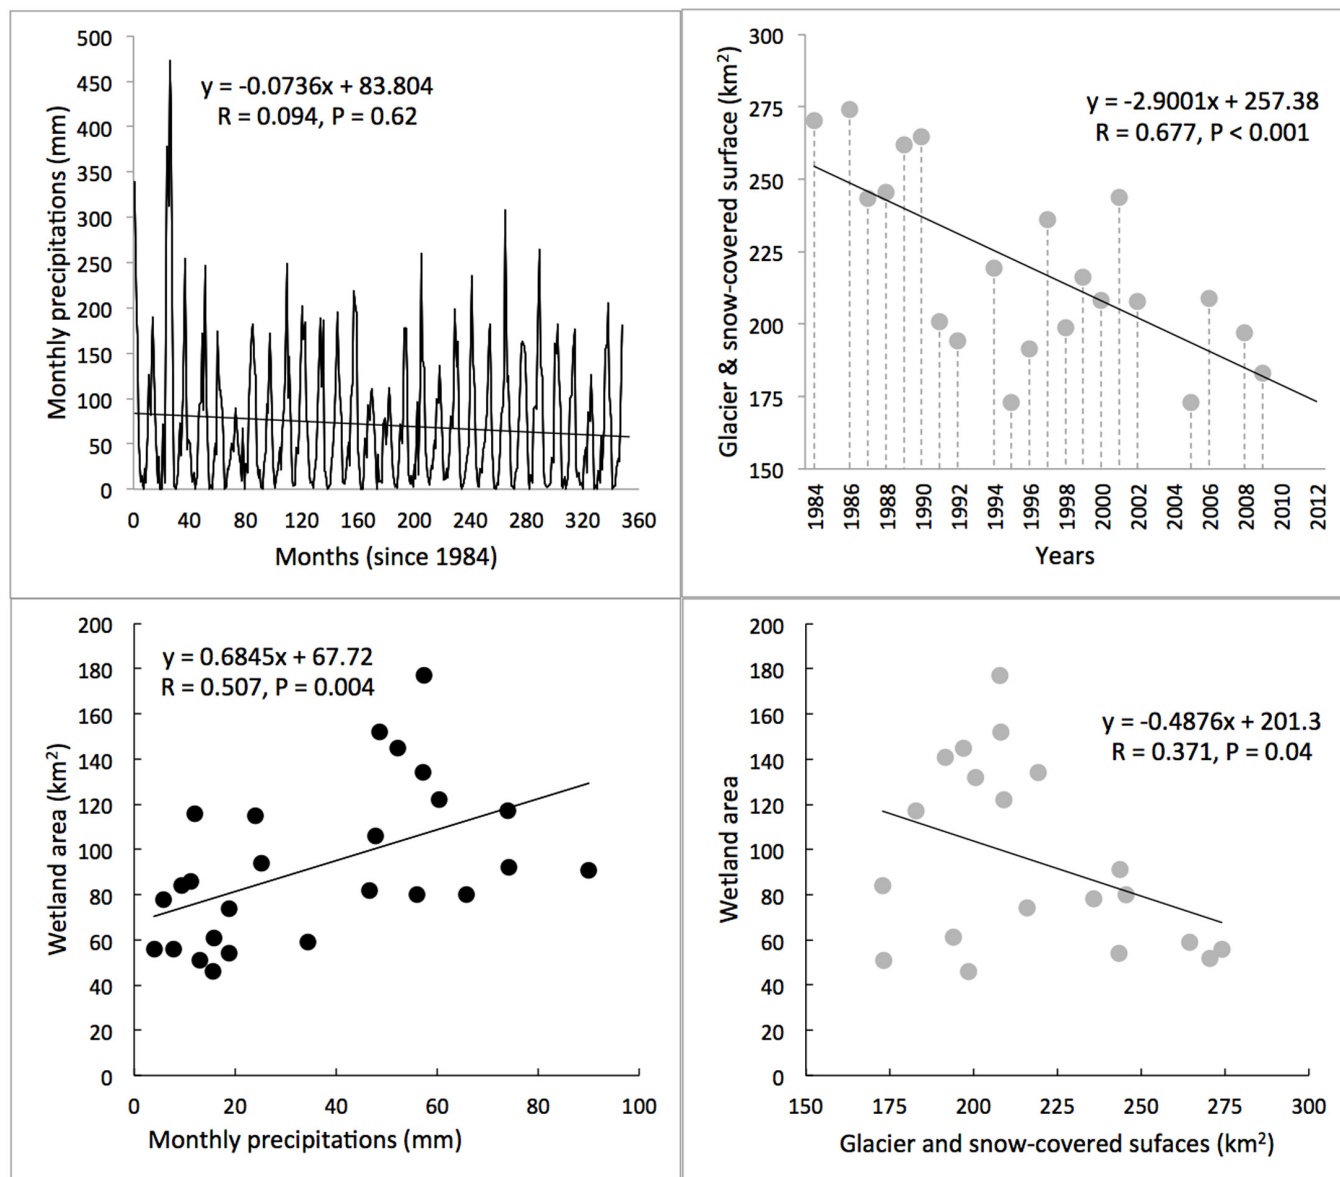 500
450
400
350
300
250
200
150
100
50
0
Monthly precipitations (mm)
y = -0.0736x + 83.804
R = 0.094, P = 0.62
0 40 80 120 160 200 240 280 320 360
Months (since 1984)
300
275
250
225
200
175
150
Glacier & snow-covered surface (km²)
y = -2.9001x + 257.38
R = 0.677, P < 0.001
1984 1986 1988 1990 1992 1994 1996 1998 2000 2002 2004 2006 2008 2010 2012
Years
200
180
160
140
120
100
80
60
40
20
0
Wetland area (km²)
y = 0.6845x + 67.72
R = 0.507, P = 0.004
0 20 40 60 80 100
Monthly precipitations (mm)
200
180
160
140
120
100
80
60
40
20
0
Wetland area
y = -0.4876x + 201.3
R = 0.371, P = 0.04
150 175 200 225 250 275 300
Glacier and snow-covered sufaces (km²)